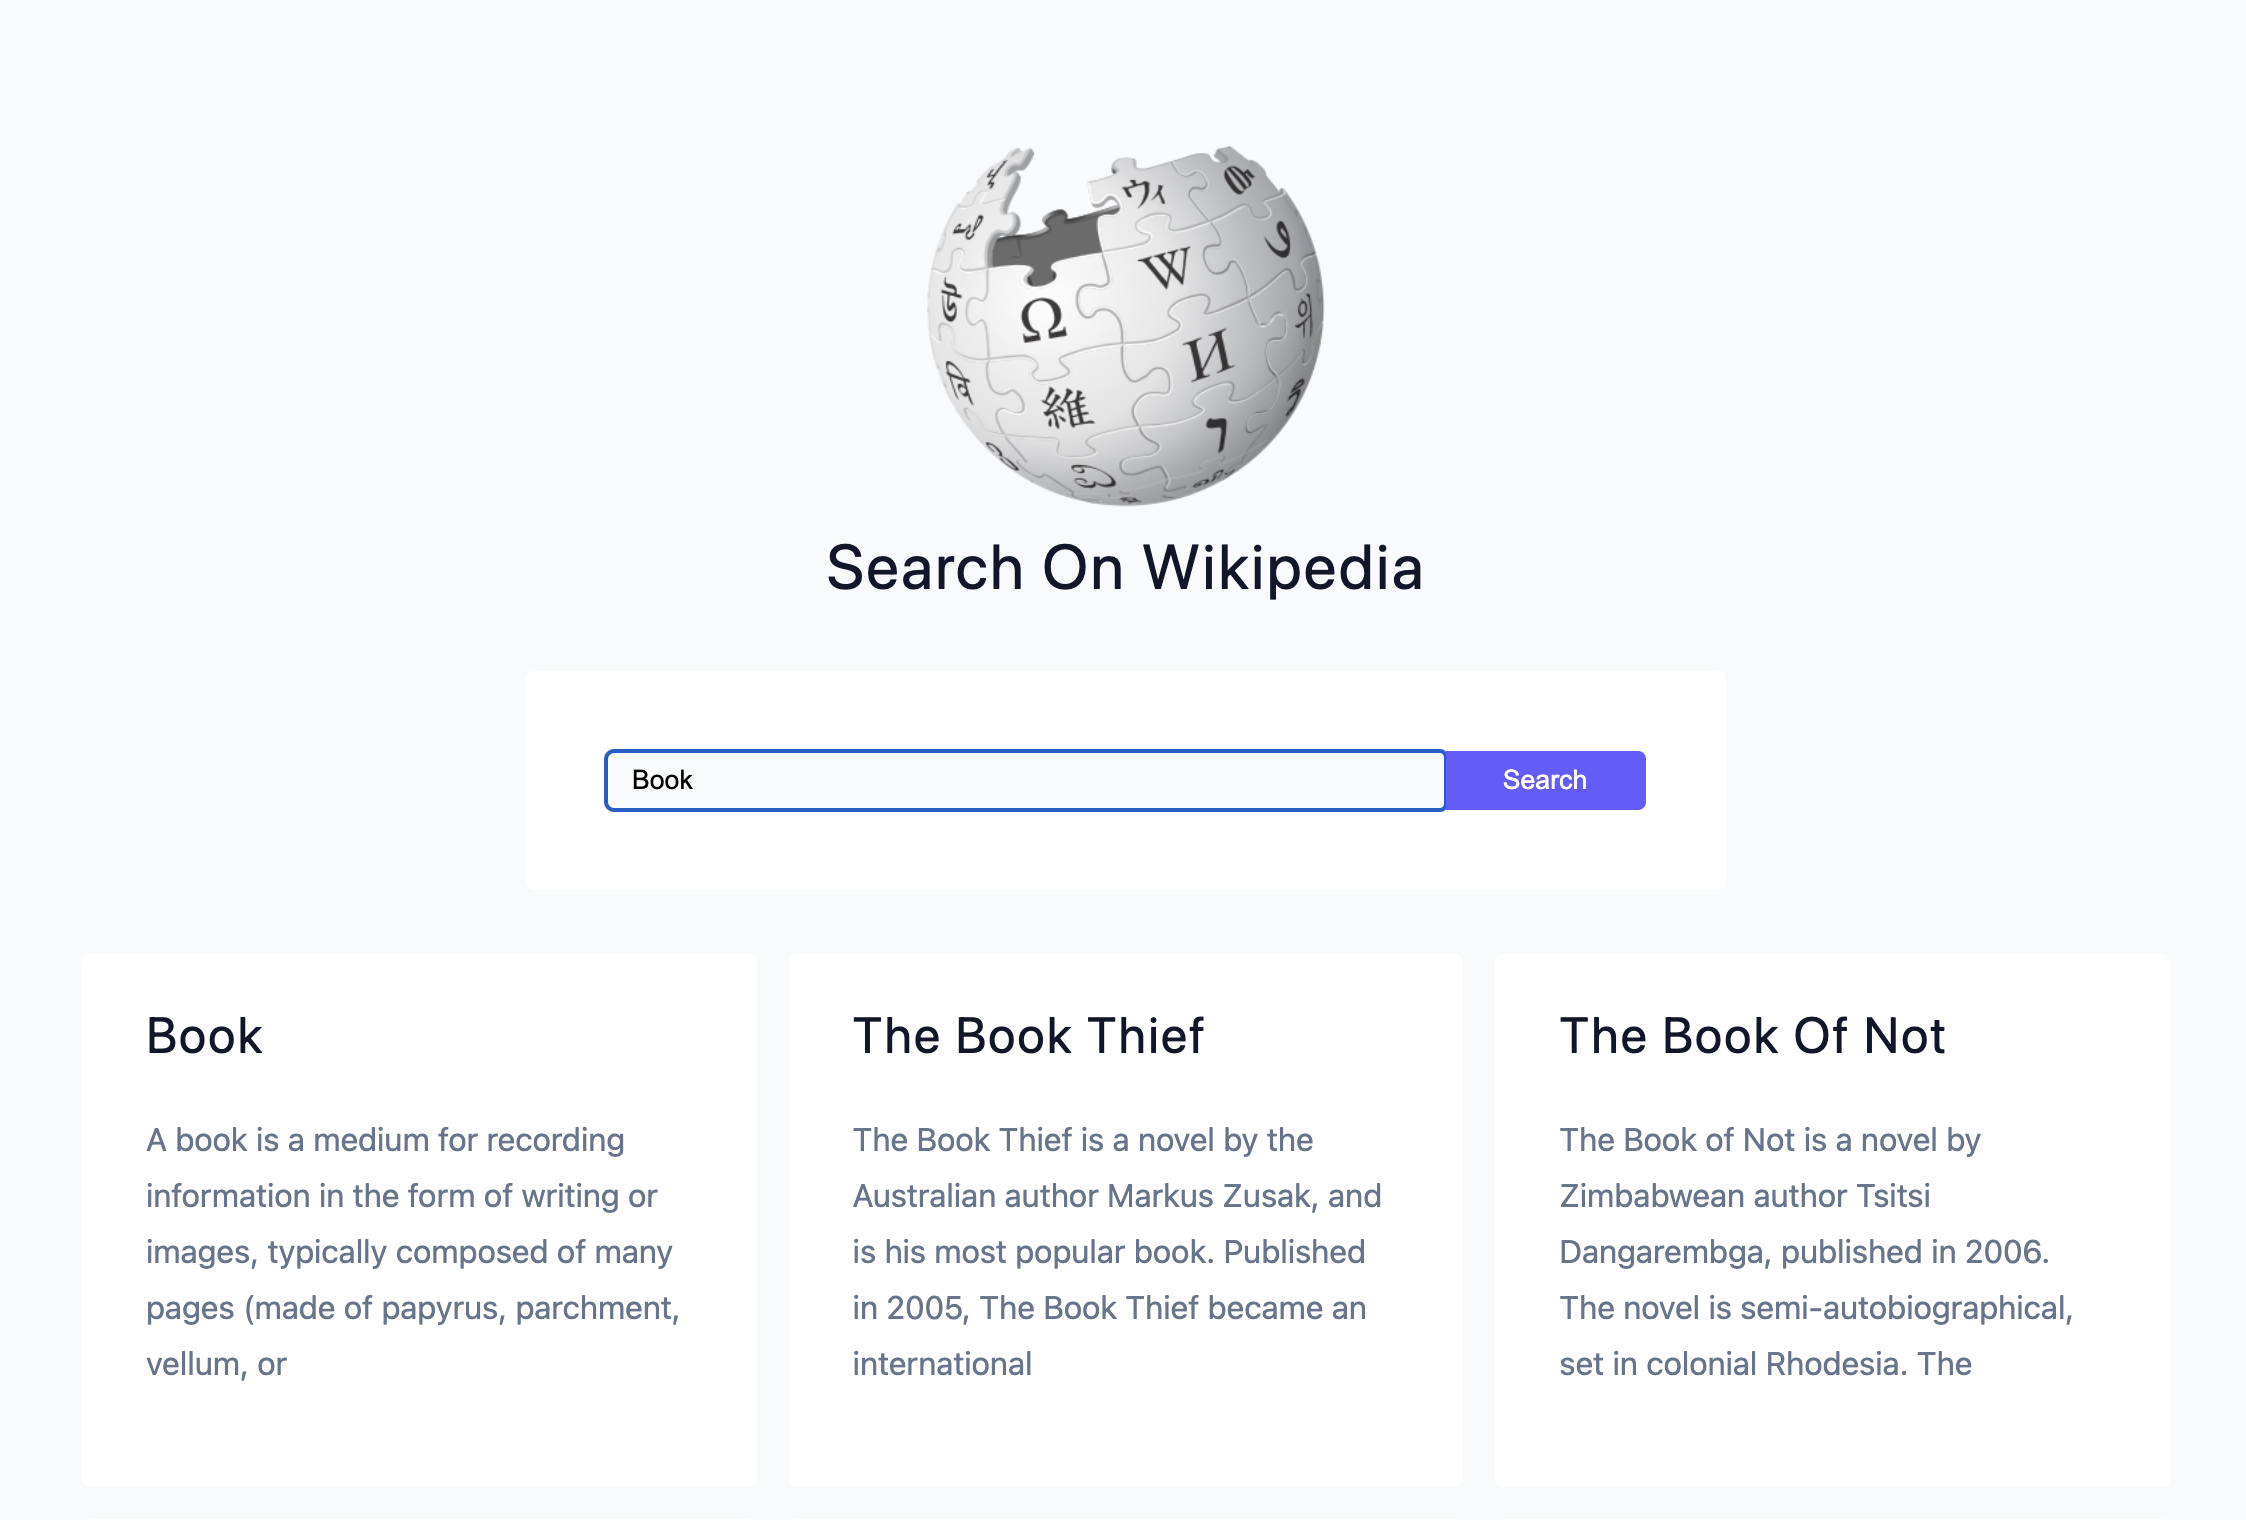 ウィ
W
Ω
И
維
위
ו
Search On Wikipedia
Book
Search
Book
A book is a medium for recording
information in the form of writing or
images, typically composed of many
pages (made of papyrus, parchment,
vellum, or
The Book Thief
The Book Thief is a novel by the
Australian author Markus Zusak, and
is his most popular book. Published
in 2005, The Book Thief became an
international
The Book Of Not
The Book of Not is a novel by
Zimbabwean author Tsitsi
Dangarembga, published in 2006.
The novel is semi-autobiographical,
set in colonial Rhodesia. The